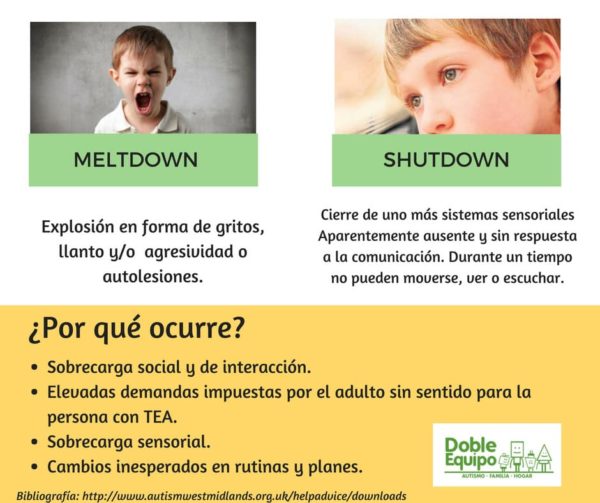 MELTDOWN
Explosión en forma de gritos,
llanto y/o agresividad o
autolesiones.
SHUTDOWN
Cierre de uno más sistemas sensoriales
Aparentemente ausente y sin respuesta
a la comunicación. Durante un tiempo
no pueden moverse, ver o escuchar.
¿Por qué ocurre?
• Sobrecarga social y de interacción.
• Elevadas demandas impuestas por el adulto sin sentido para la
persona con TEA.
• Sobrecarga sensorial.
• Cambios inesperados en rutinas y planes.
Doble
Equipo
AUTISMO - FAMILIA - HOGAR
Bibliografía: http://www.autismwestmidlands.org.uk/helpadvice/downloads